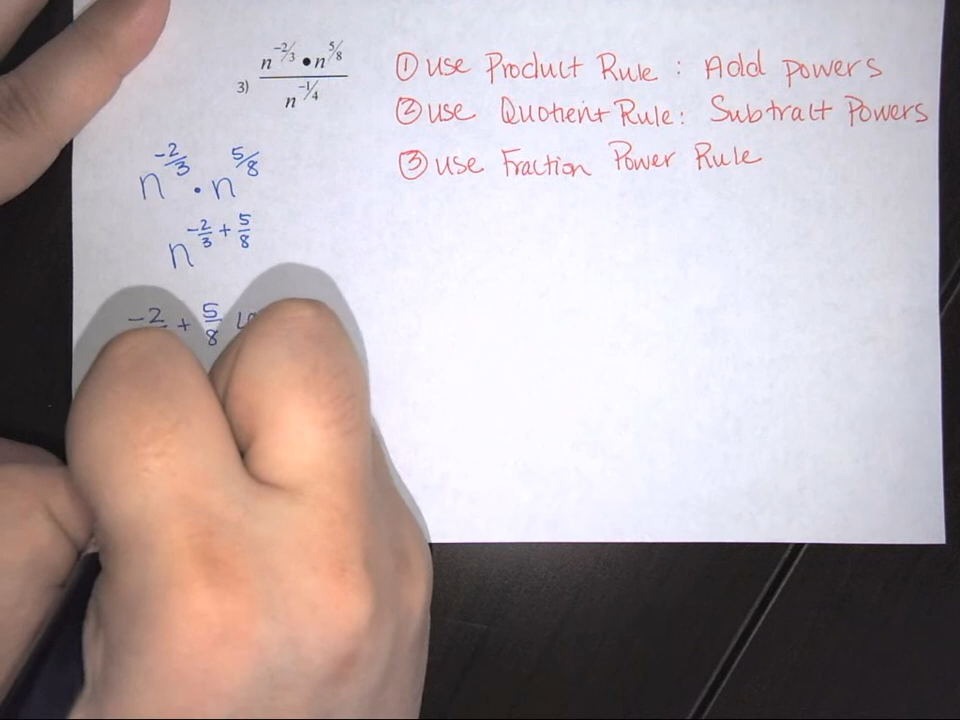 3) n^{-2/3} • n^{5/8} / n^{-1/4}
① use Product Rule : Add powers
② use Quotient Rule: Subtract Powers
③ use Fraction Power Rule
n^{-2/3} · n^{5/8}
n^{-2/3 + 5/8}
-2 + 5/8